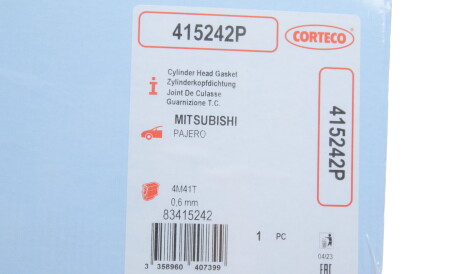 415242P
CORTECO
Cylinder Head Gasket
Zylinderkopfdichtung
Joint De Culasse
Guarnizione T.C.
MITSUBISHI
PAJERO
415242P
4M41T
0,6 mm
83415242
1 PC
04/23
EAC
3 358960 407399